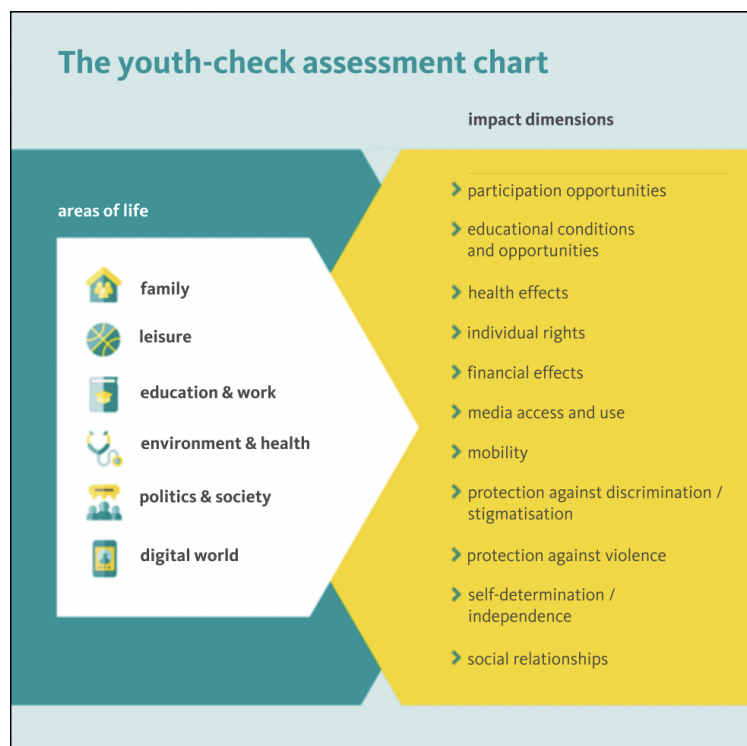 The youth-check assessment chart
impact dimensions
areas of life
family
leisure
education & work
environment & health
politics & society
digital world
participation opportunities
educational conditions
and opportunities
health effects
individual rights
financial effects
media access and use
mobility
protection against discrimination /
stigmatisation
protection against violence
self-determination /
independence
social relationships